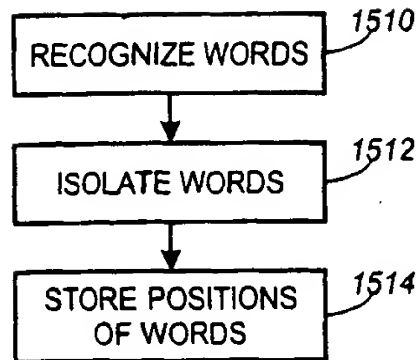 1510
RECOGNIZE WORDS
1512
ISOLATE WORDS
1514
STORE POSITIONS
OF WORDS